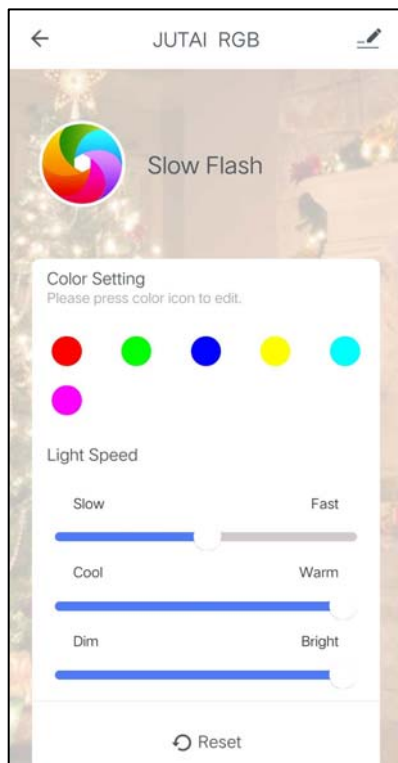 JUTAI RGB
Slow Flash
Color Setting
Please press color icon to edit.
Light Speed
Slow Fast
Cool Warm
Dim Bright
Reset